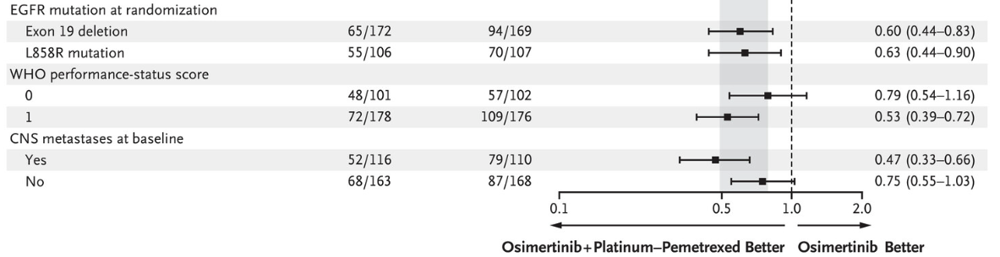 EGFR mutation at randomization
Exon 19 deletion 65/172 94/169 0.60 (0.44–0.83)
L858R mutation 55/106 70/107 0.63 (0.44–0.90)
WHO performance-status score
0 48/101 57/102 0.79 (0.54–1.16)
1 72/178 109/176 0.53 (0.39–0.72)
CNS metastases at baseline
Yes 52/116 79/110 0.47 (0.33–0.66)
No 68/163 87/168 0.75 (0.55–1.03)
0.1 0.5 1.0 2.0
Osimertinib+Platinum–Pemetrexed Better Osimertinib Better